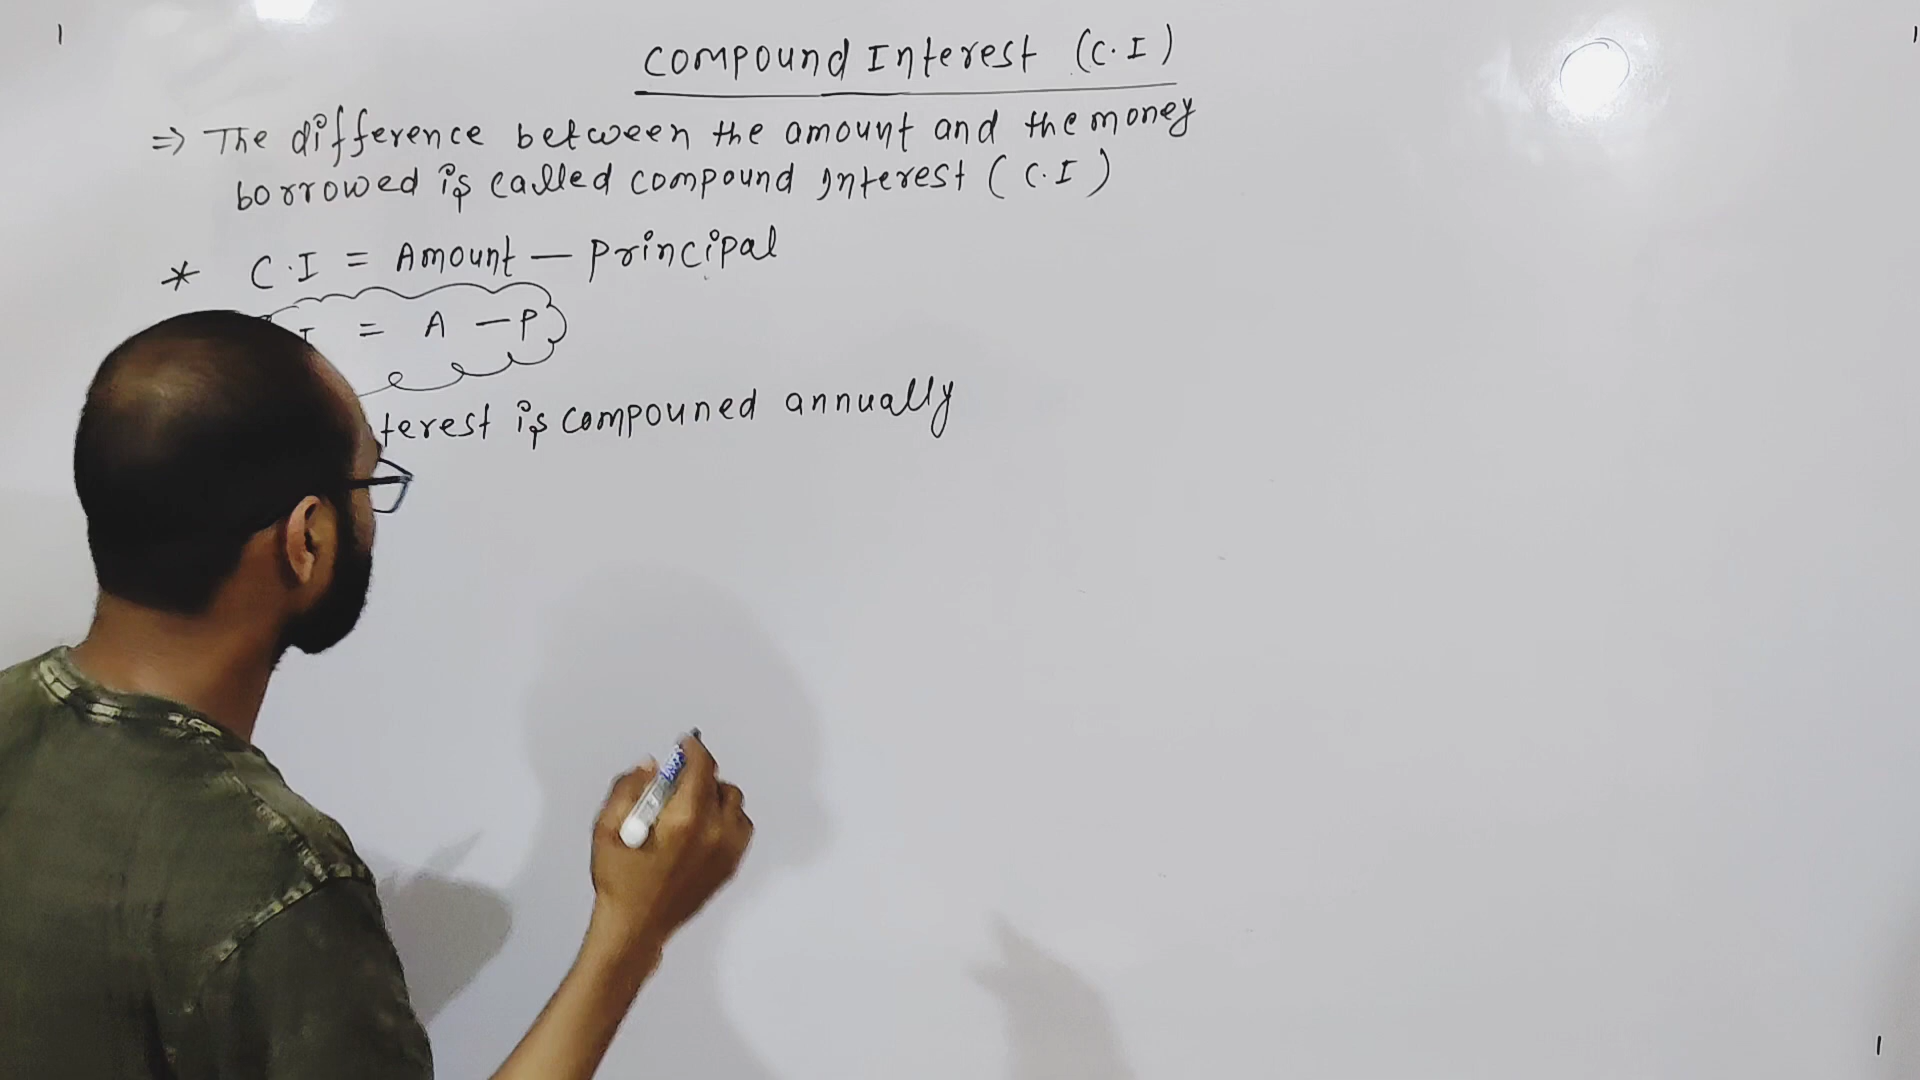 Compound Interest (C.I)
=> The difference between the amount and the money
borrowed is called compound Interest (C.I)
* C.I = Amount — Principal
I = A — P
terest is compouned annually